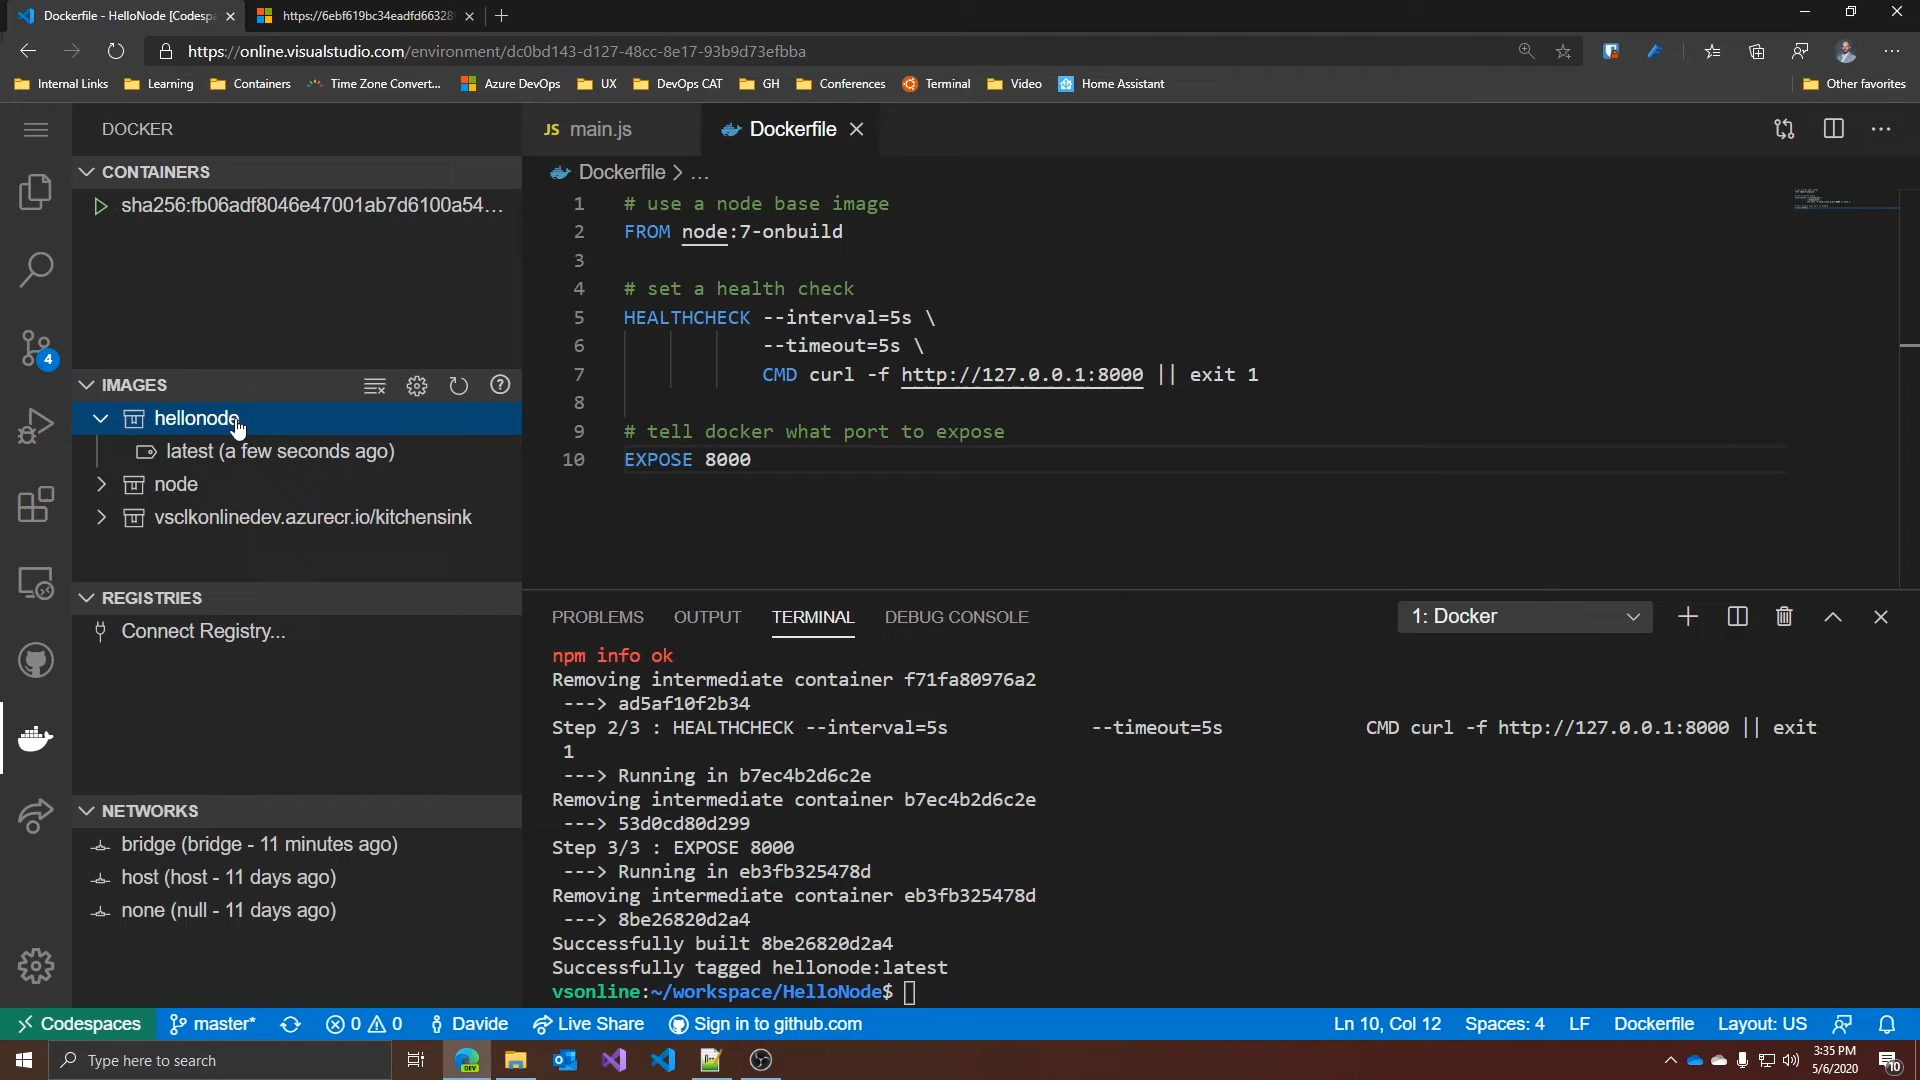 Dockerfile - HelloNode [Codesp
https://6ebf619bc34eadfd66328
https://online.visualstudio.com/environment/dc0bd143-d127-48cc-8e17-93b9d73efbba
Internal Links Learning Containers Time Zone Convert... Azure DevOps UX DevOps CAT GH Conferences Terminal Video Home Assistant Other favorites
DOCKER
JS main.js Dockerfile
CONTAINERS
sha256:fb06adf8046e47001ab7d6100a54...
Dockerfile > ...
1 # use a node base image
2 FROM node:7-onbuild
3
4 # set a health check
5 HEALTHCHECK --interval=5s \
6 --timeout=5s \
7 CMD curl -f http://127.0.0.1:8000 || exit 1
8
9 # tell docker what port to expose
10 EXPOSE 8000
4
IMAGES
hellonode
latest (a few seconds ago)
node
vsclkonlinedev.azurecr.io/kitchensink
REGISTRIES
Connect Registry...
NETWORKS
bridge (bridge - 11 minutes ago)
host (host - 11 days ago)
none (null - 11 days ago)
PROBLEMS OUTPUT TERMINAL DEBUG CONSOLE 1: Docker
npm info ok
Removing intermediate container f71fa80976a2
---> ad5af10f2b34
Step 2/3 : HEALTHCHECK --interval=5s --timeout=5s CMD curl -f http://127.0.0.1:8000 || exit
1
---> Running in b7ec4b2d6c2e
Removing intermediate container b7ec4b2d6c2e
---> 53d0cd80d299
Step 3/3 : EXPOSE 8000
---> Running in eb3fb325478d
Removing intermediate container eb3fb325478d
---> 8be26820d2a4
Successfully built 8be26820d2a4
Successfully tagged hellonode:latest
vsonline:~/workspace/HelloNode$
Codespaces master* 0 0 Davide Live Share Sign in to github.com Ln 10, Col 12 Spaces: 4 LF Dockerfile Layout: US
Type here to search
DEV
3:35 PM
5/6/2020
10